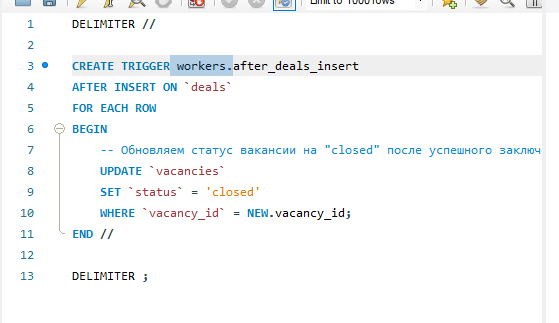 Limit to 10001rows
1 DELIMITER //
2
3 CREATE TRIGGER workers.after_deals_insert
4 AFTER INSERT ON `deals`
5 FOR EACH ROW
6 BEGIN
7 -- Обновляем статус вакансии на "closed" после успешного заключ
8 UPDATE `vacancies`
9 SET `status` = 'closed'
10 WHERE `vacancy_id` = NEW.vacancy_id;
11 END //
12
13 DELIMITER ;